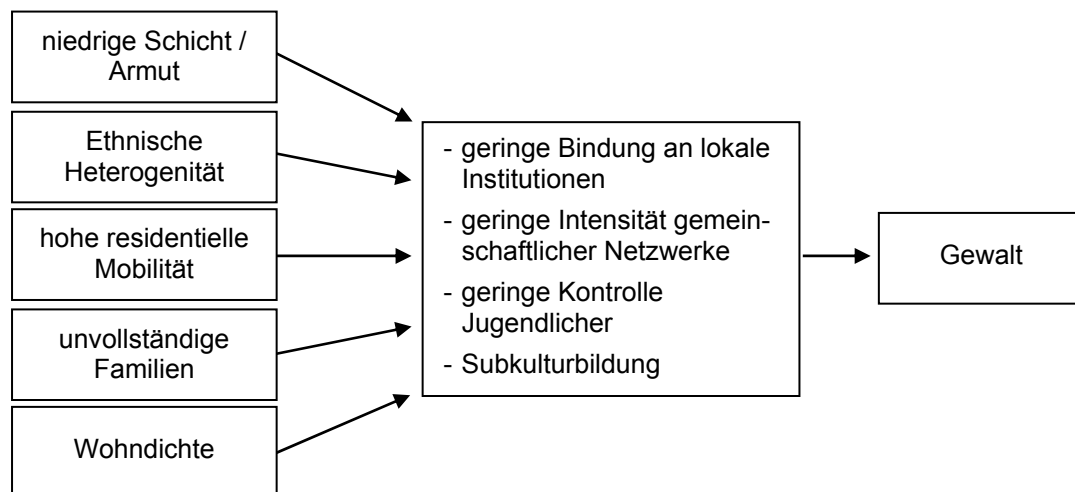 niedrige Schicht /
Armut
Ethnische
Heterogenität
hohe residentielle
Mobilität
unvollständige
Familien
Wohndichte
- geringe Bindung an lokale
Institutionen
- geringe Intensität gemein-
schaftlicher Netzwerke
- geringe Kontrolle
Jugendlicher
- Subkulturbildung
Gewalt